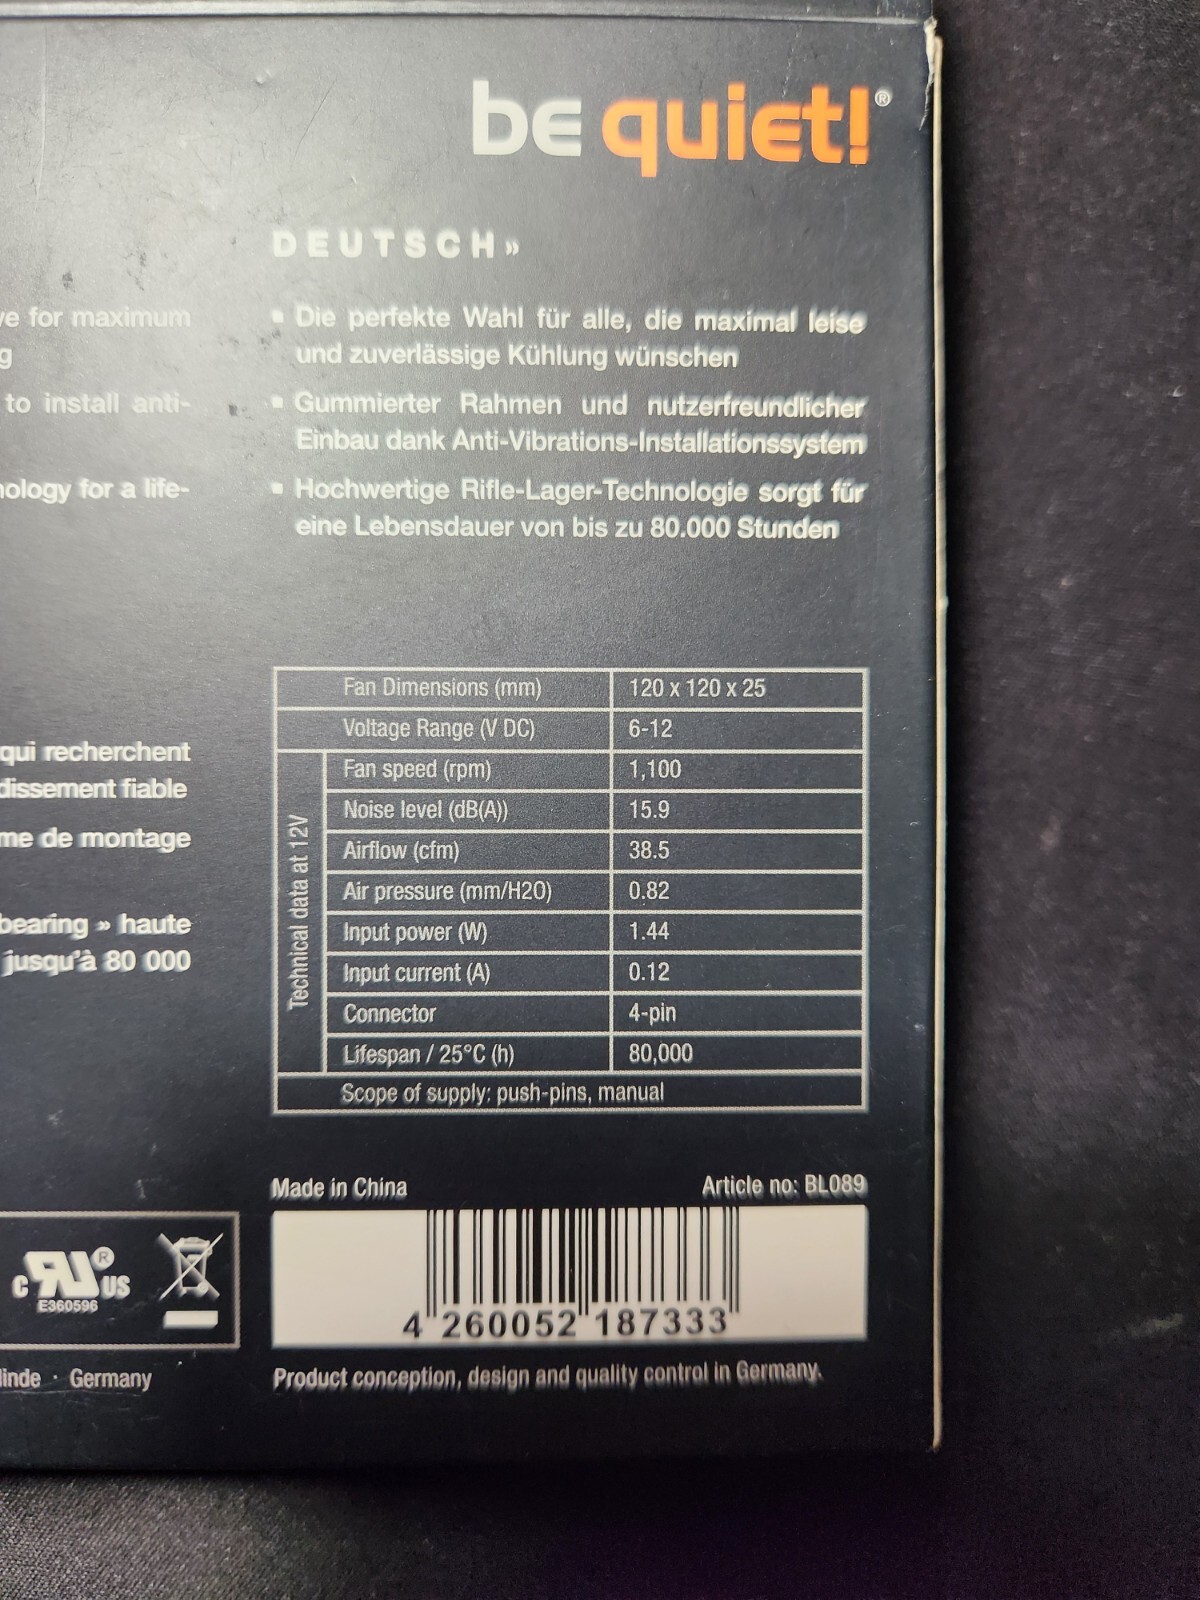 be quiet!®
DEUTSCH»
▪ Die perfekte Wahl für alle, die maximal leise
und zuverlässige Kühlung wünschen
▪ Gummierter Rahmen und nutzerfreundlicher
Einbau dank Anti-Vibrations-Installationssystem
▪ Hochwertige Rifle-Lager-Technologie sorgt für
eine Lebensdauer von bis zu 80.000 Stunden
for maximum
to install anti-
for a life-
qui recherchent
fiable
de montage
bearing » haute
jusqu'à 80 000
Fan Dimensions (mm) 120 x 120 x 25
Voltage Range (V DC) 6-12
Technical data at 12V
Fan speed (rpm) 1,100
Noise level (dB(A)) 15.9
Airflow (cfm) 38.5
Air pressure (mm/H2O) 0.82
Input power (W) 1.44
Input current (A) 0.12
Connector 4-pin
Lifespan / 25°C (h) 80,000
Scope of supply: push-pins, manual
Made in China Article no: BL089
C RU ® US
E360596
4 260052 187333
· Germany
Product conception, design and quality control in Germany.